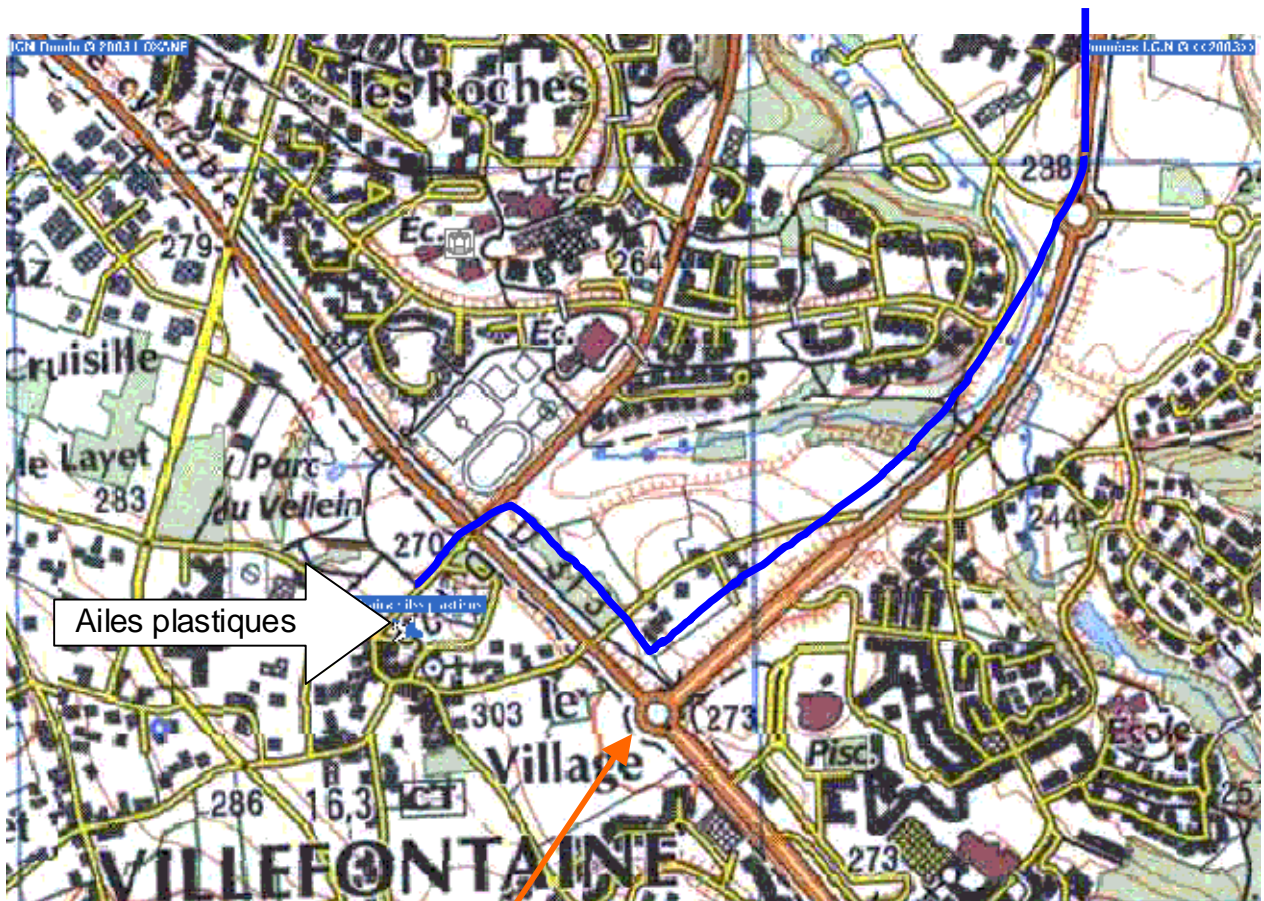 les Roches
238
Ec.
Ec.
279
264
Ec.
Cruisille
le Layet
Parc
du Vellein
283
270
244
Ailes plastiques
303
le
Village
273
Pisc.
Ecole
286
16,3
CT
273
VILLEFONTAINE